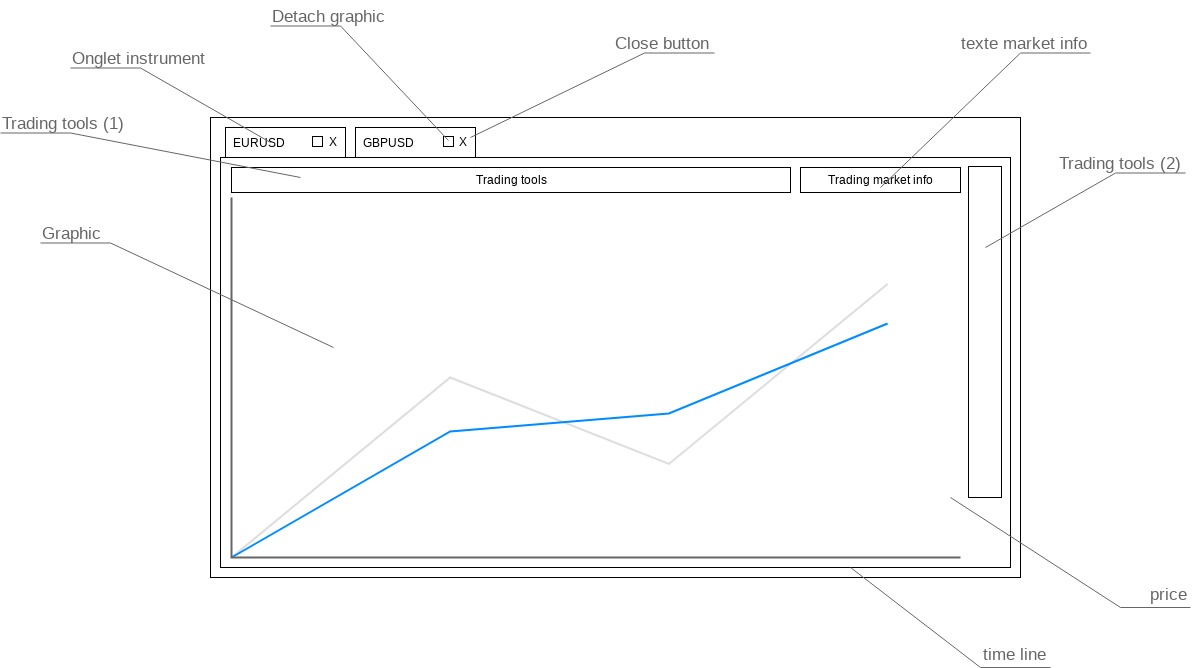 Detach graphic
Close button
texte market info
Onglet instrument
Trading tools (1)
EURUSD X
GBPUSD X
Trading tools (2)
Trading tools
Trading market info
Graphic
price
time line